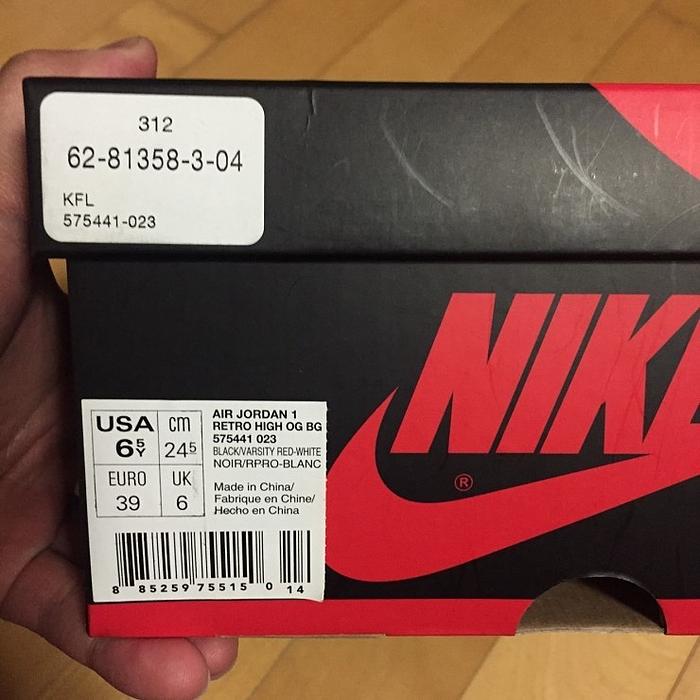 312
62-81358-3-04
KFL
575441-023
NIKE
®
USA cm
6 5Y 24 5
EURO UK
39 6
AIR JORDAN 1
RETRO HIGH OG BG
575441 023
BLACK/VARSITY RED-WHITE
NOIR/RPRO-BLANC
Made in China/
Fabrique en Chine/
Hecho en China
8 85259 75515 0 14